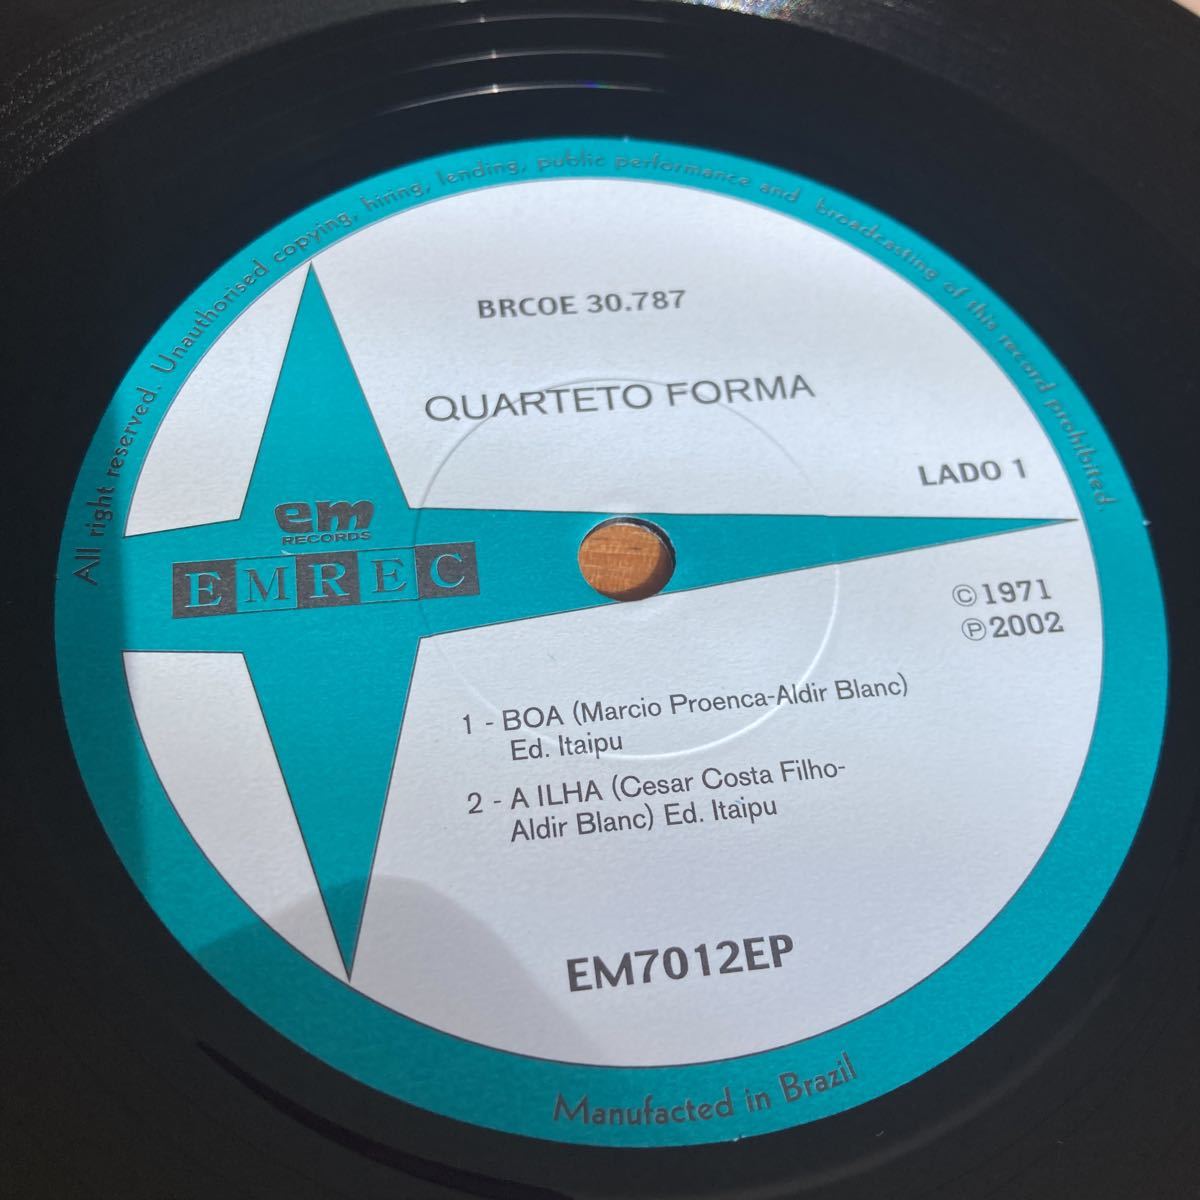 All right reserved. Unauthorised copying, hiring, lending, public performance and broadcasting of this record prohibited.
BRCOE 30.787
QUARTETO FORMA
LADO 1
em
RECORDS
EMREC
©1971
℗2002
1 - BOA (Marcio Proenca-Aldir Blanc)
Ed. Itaipu
2 - A ILHA (Cesar Costa Filho-
Aldir Blanc) Ed. Itaipu
EM7012EP
Manufacted in Brazil